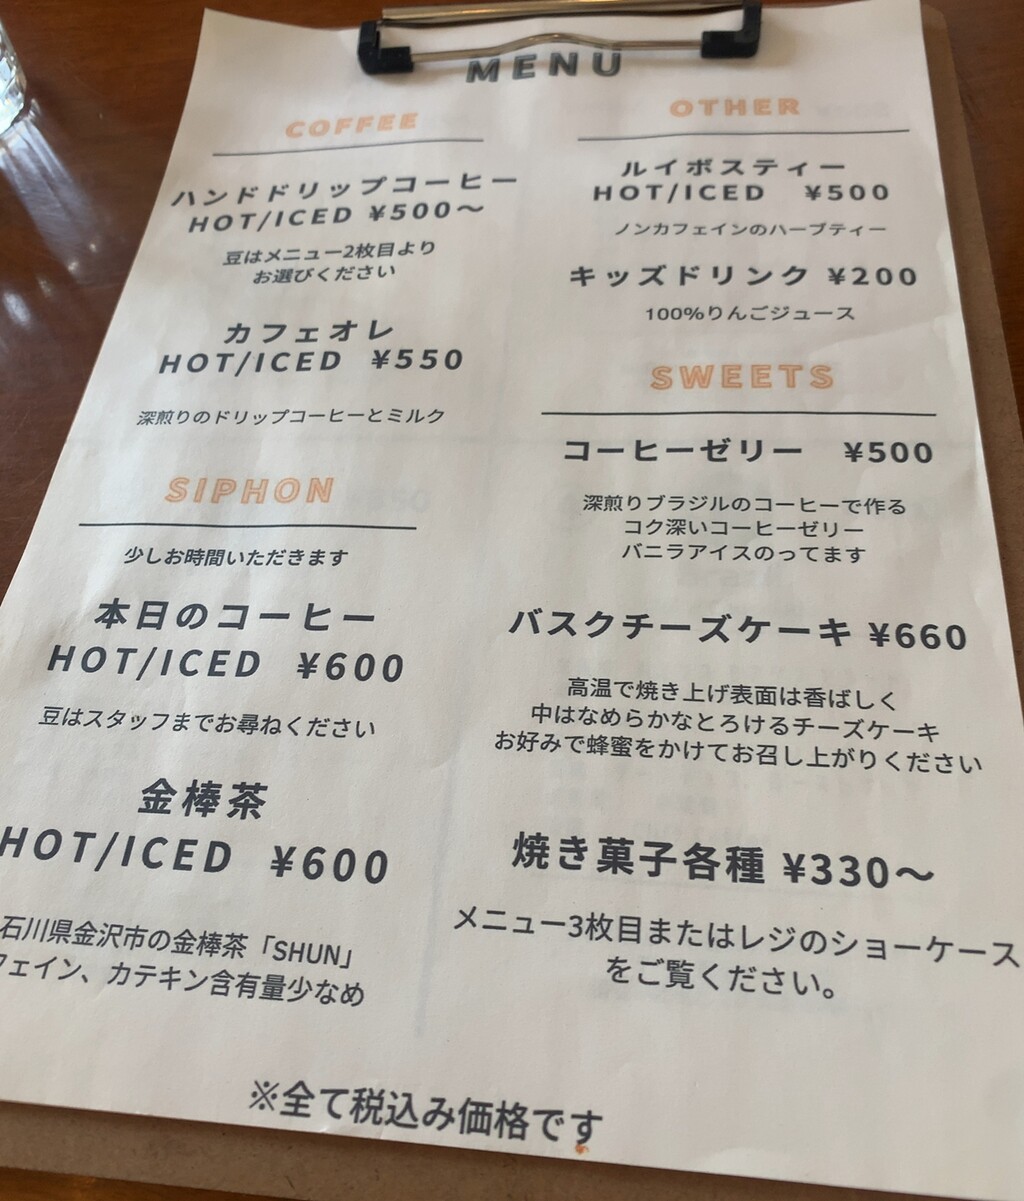 MENU
COFFEE
ハンドドリップコーヒー
HOT/ICED ¥500～
豆はメニュー2枚目より
お選びください
カフェオレ
HOT/ICED ¥550
深煎りのドリップコーヒーとミルク
SIPHON
少しお時間いただきます
本日のコーヒー
HOT/ICED ¥600
豆はスタッフまでお尋ねください
金棒茶
HOT/ICED ¥600
石川県金沢市の金棒茶「SHUN」
フェイン、カテキン含有量少なめ
OTHER
ルイボスティー
HOT/ICED ¥500
ノンカフェインのハーブティー
キッズドリンク ¥200
100%りんごジュース
SWEETS
コーヒーゼリー ¥500
深煎りブラジルのコーヒーで作る
コク深いコーヒーゼリー
バニラアイスのってます
バスクチーズケーキ ¥660
高温で焼き上げ表面は香ばしく
中はなめらかなとろけるチーズケーキ
お好みで蜂蜜をかけてお召し上がりください
焼き菓子各種 ¥330～
メニュー3枚目またはレジのショーケース
をご覧ください。
※全て税込み価格です